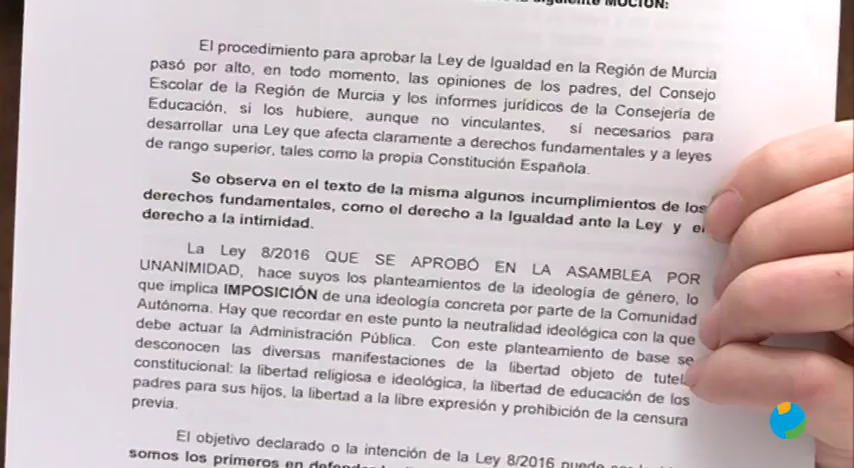 siguiente MOCIÓN:
El procedimiento para aprobar la Ley de Igualdad en la Región de Murcia
pasó por alto, en todo momento, las opiniones de los padres, del Consejo
Escolar de la Región de Murcia y los informes jurídicos de la Consejería de
Educación, si los hubiere, aunque no vinculantes, si necesarios para
desarrollar una Ley que afecta claramente a derechos fundamentales y a leyes
de rango superior, tales como la propia Constitución Española.
Se observa en el texto de la misma algunos incumplimientos de los
derechos fundamentales, como el derecho a la Igualdad ante la Ley y el
derecho a la intimidad.
La Ley 8/2016 QUE SE APROBÓ EN LA ASAMBLEA POR
UNANIMIDAD, hace suyos los planteamientos de la ideología de género, lo
que implica IMPOSICIÓN de una ideología concreta por parte de la Comunidad
Autónoma. Hay que recordar en este punto la neutralidad ideológica con la que
debe actuar la Administración Pública. Con este planteamiento de base se
desconocen las diversas manifestaciones de la libertad objeto de
constitucional: la libertad religiosa e ideológica, la libertad de educación de los
padres para sus hijos, la libertad a la libre expresión y prohibición de la censura
previa.
El objetivo declarado o la intención de la Ley 8/2016 puede
somos los primeros en